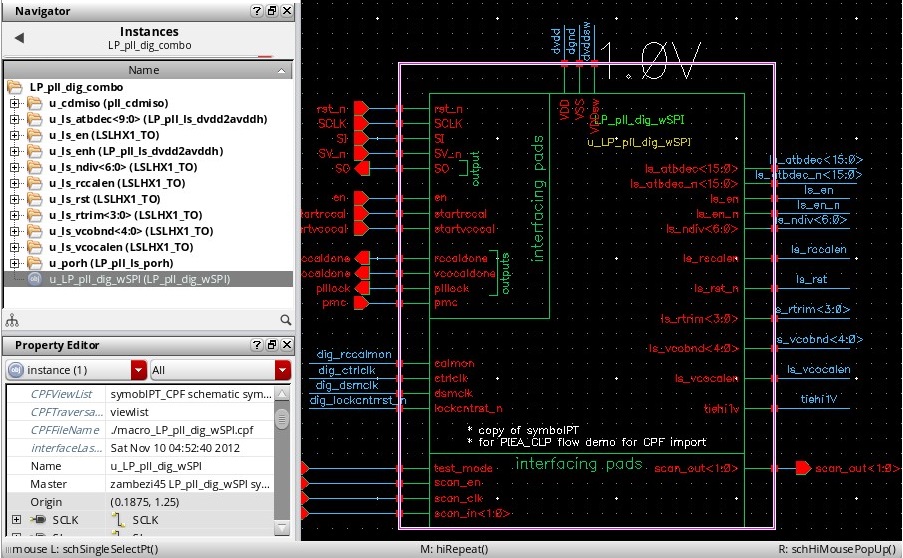 Navigator
Instances
LP_pll_dig_combo
Name
LP_pll_dig_combo
u_cdmiso (pll_cdmiso)
u_ls_atbdec<9:0> (LP_pll_ls_dvdd2avddh)
u_ls_en (LSLHX1_TO)
u_ls_enh (LP_pll_ls_dvdd2avddh)
u_ls_ndiv<6:0> (LSLHX1_TO)
u_ls_rccalen (LSLHX1_TO)
u_ls_rst (LSLHX1_TO)
u_ls_rtrim<3:0> (LSLHX1_TO)
u_ls_vcobnd<4:0> (LSLHX1_TO)
u_ls_vcocalen (LSLHX1_TO)
u_porh (LP_pll_ls_porh)
u_LP_pll_dig_wSPI (LP_pll_dig_wSPI)
Property Editor
instance (1)
All
CPFViewList symbolPT_CPF schematic sym...
CPFTraversa... viewlist
CPFFileName ./macro_LP_pll_dig_wSPI.cpf
interfaceLas... Sat Nov 10 04:52:40 2012
Name u_LP_pll_dig_wSPI
Master zambezi45 LP_pll_dig_wSPI sy...
Origin (0.1875, 1.25)
SCLK SCLK
dvdd
dgnd
dvddsw
1.0V
VDD
VSS
VDDsw
LP_pll_dig_wSPI
u_LP_pll_dig_wSPI
rst_n rst_n
SCLK SCLK
SI SI
SV_n SV_n
SO SO
output
interfacing pads
en en
startrccal
startvcocal
rccaldone
vcocaldone
plllock plllock
pmc pmc
outputs
dig_rccalmon calmon
dig_ctrlclk ctrlclk
dig_dsmclk dsmclk
dig_lockcntrrst_n lockcntrst_n
ls_atbdec<15:0> ls_atbdec<15:0>
ls_atbdec_n<15:0> ls_atbdec_n<15:0>
ls_en ls_en
ls_en_n ls_en_n
ls_ndiv<6:0> s_ndiv<6:0>
ls_rccalen ls_rccalen
ls_rst_n ls_rst
ls_rtrim<3:0> s_rtrim<3:0>
ls_vcobnd<4:0> s_vcobnd<4:0>
ls_vcocalen ls_vcocalen
tiehi1v tiehi1V
* copy of symbolPT
* for PIEA_CLP flow demo for CPF import
interfacing pads
test_mode
scan_en
scan_clk
scan_in<1:0>
scan_out<1:0> scan_out<1:0>
mouse L: schSingleSelectPt() M: hiRepeat() R: schHiMousePopUp()